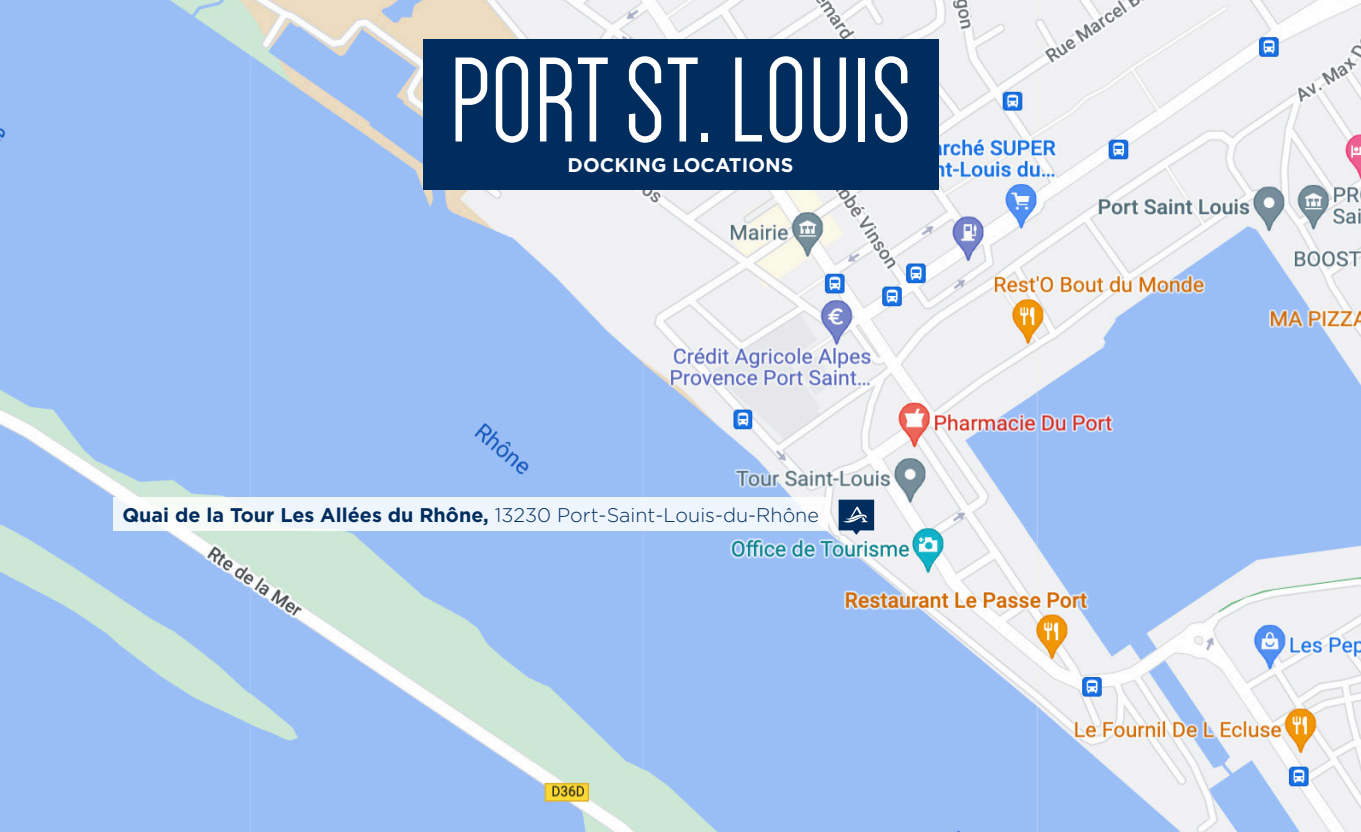 PORT ST. LOUIS
DOCKING LOCATIONS
Rue Marcel
Av. Max
SUPER
Port Saint Louis
Mairie
Vinson
BOOST
Rest'O Bout du Monde
MA PIZZA
Crédit Agricole Alpes
Provence Port Saint...
Pharmacie Du Port
Rhône
Tour Saint-Louis
Quai de la Tour Les Allées du Rhône, 13230 Port-Saint-Louis-du-Rhône
Office de Tourisme
Rte de la Mer
Restaurant Le Passe Port
Les Pep
Le Fournil De L Ecluse
D36D